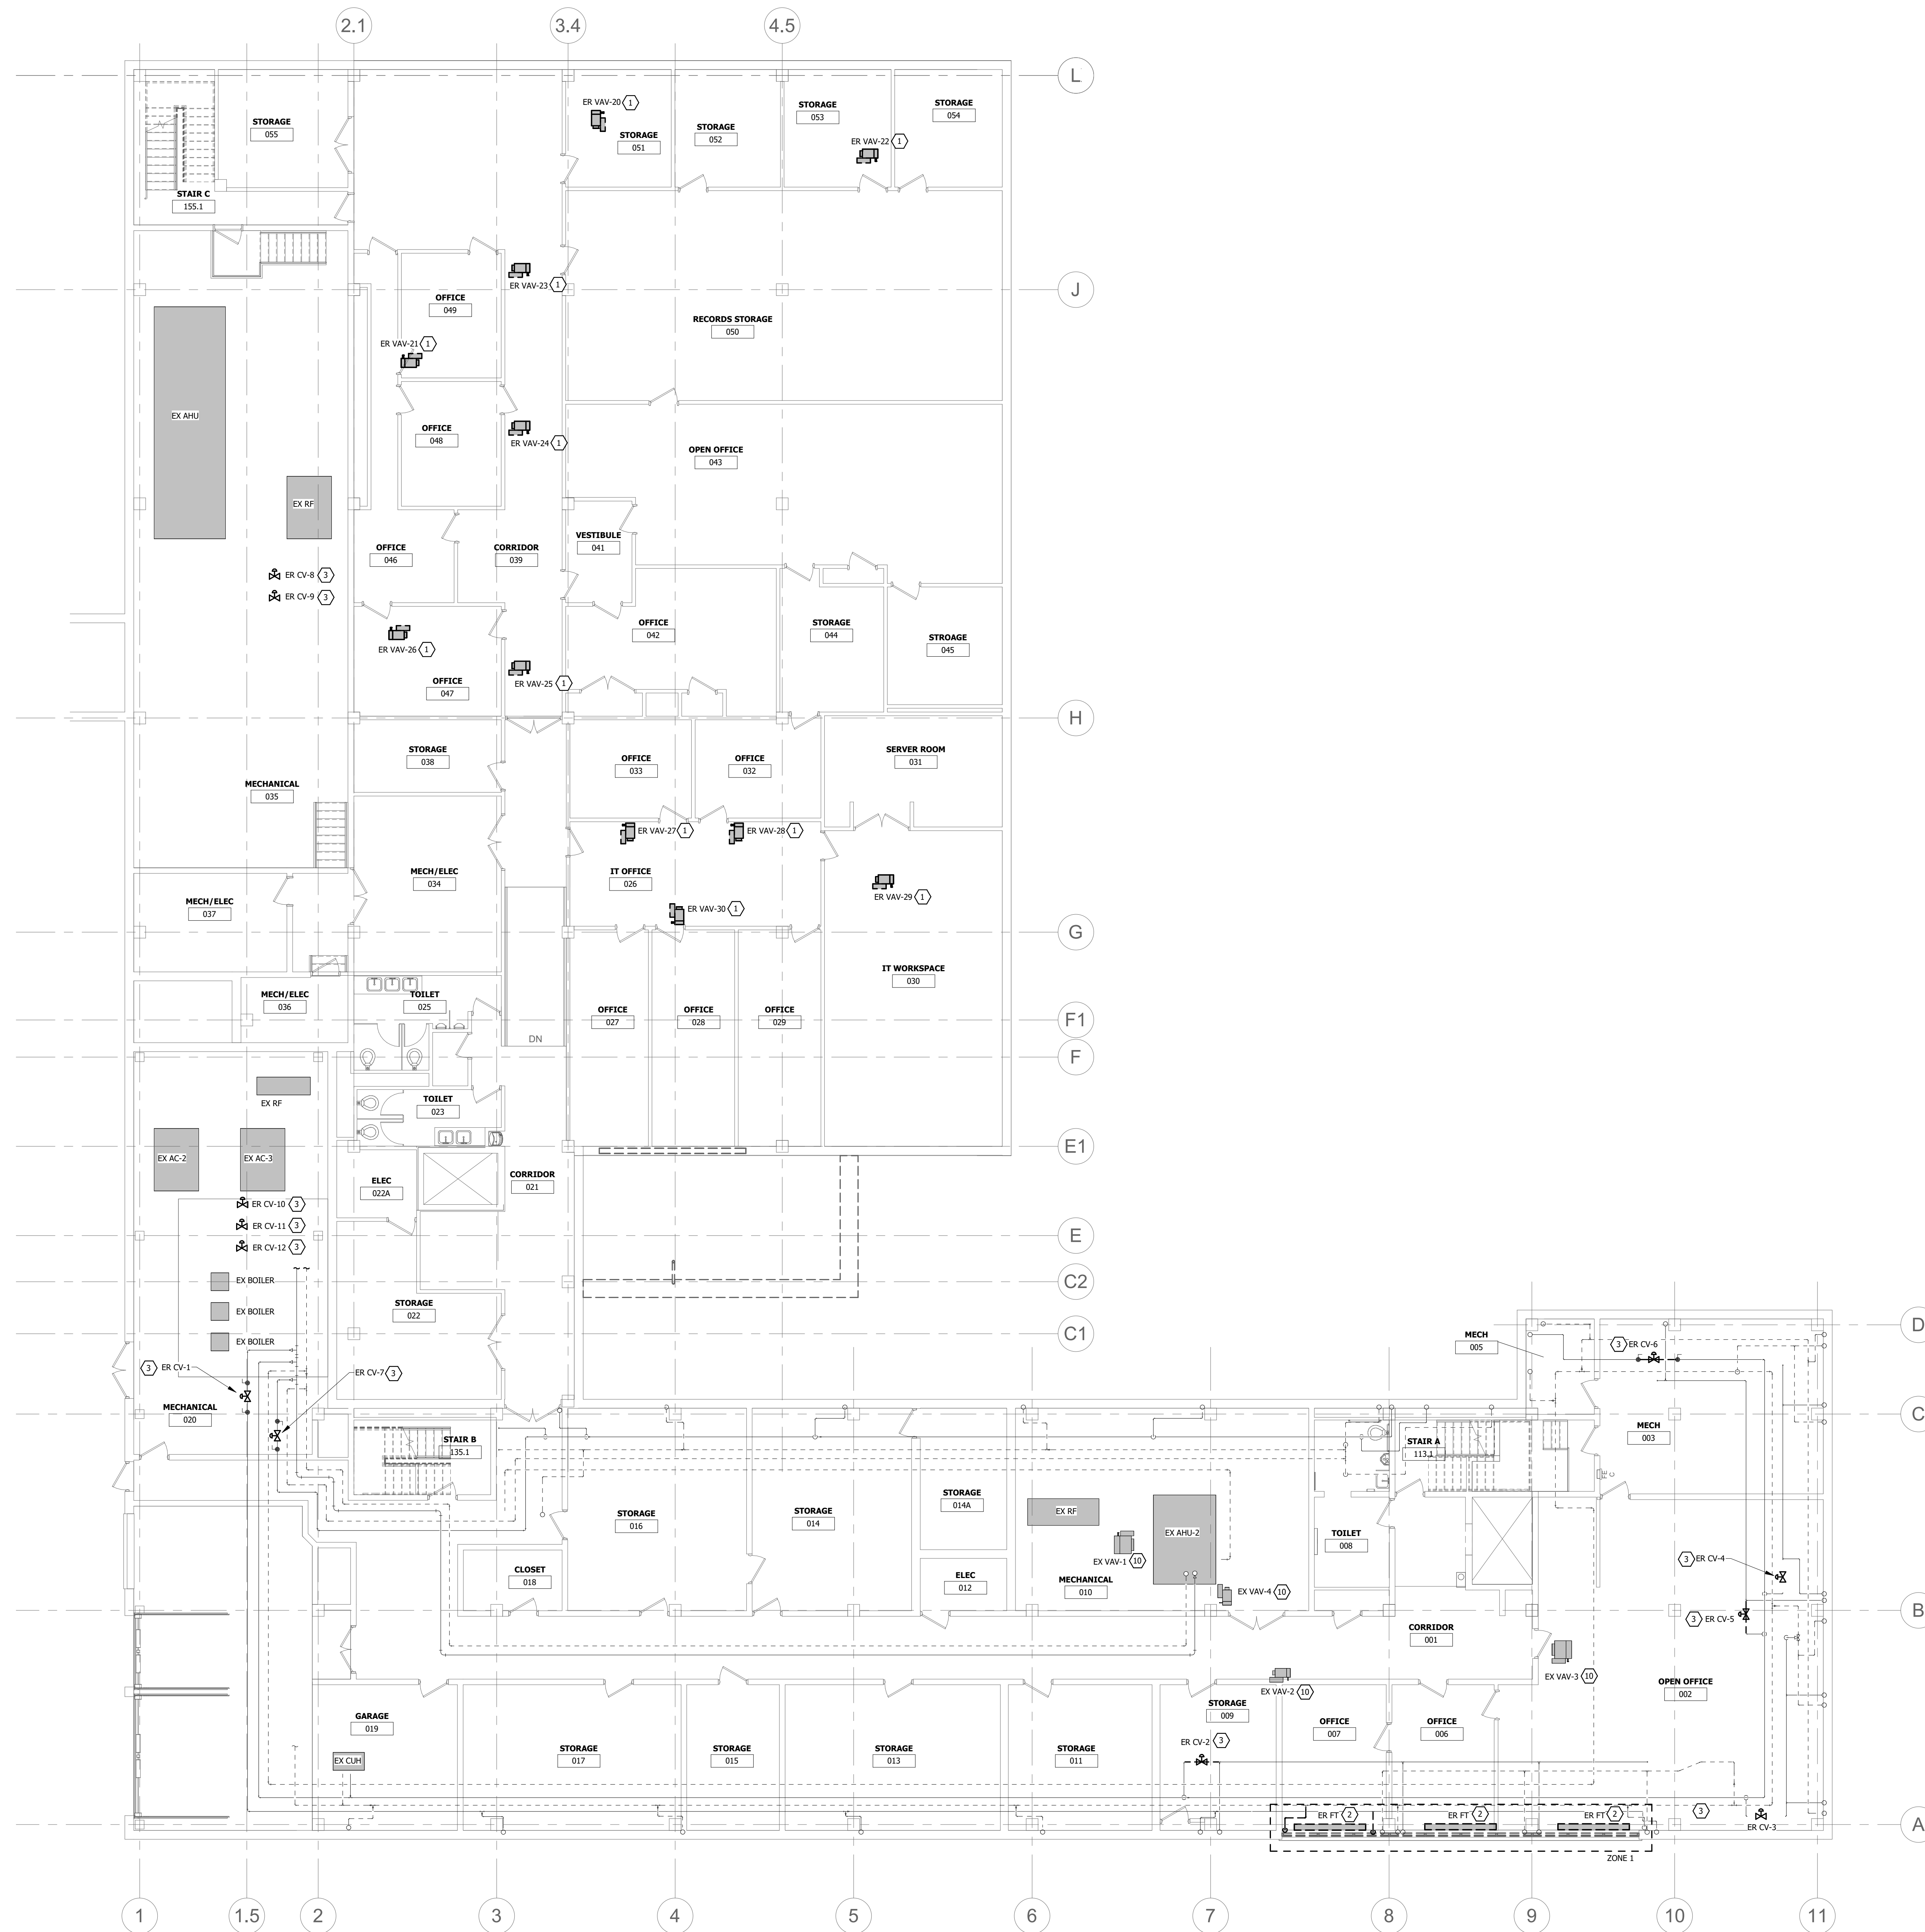 2.1
3.4
4.5
L
ER VAV-20 1
STORAGE
053
STORAGE
054
STORAGE
055
STORAGE
051
STORAGE
052
ER VAV-22 1
STAIR C
155.1
ER VAV-23 1
J
OFFICE
049
RECORDS STORAGE
050
ER VAV-21 1
EX AHU
OFFICE
048
ER VAV-24 1
OPEN OFFICE
043
EX RF
OFFICE
046
CORRIDOR
039
VESTIBULE
041
ER CV-8 3
ER CV-9 3
OFFICE
042
STORAGE
044
STROAGE
045
ER VAV-26 1
OFFICE
047
ER VAV-25 1
H
STORAGE
038
OFFICE
033
OFFICE
032
SERVER ROOM
031
MECHANICAL
035
ER VAV-27 1
ER VAV-28 1
MECH/ELEC
034
IT OFFICE
026
MECH/ELEC
037
ER VAV-29 1
ER VAV-30 1
G
IT WORKSPACE
030
MECH/ELEC
036
TOILET
025
OFFICE
027
OFFICE
028
OFFICE
029
F1
DN
F
EX RF
TOILET
023
E1
EX AC-2
EX AC-3
ELEC
022A
CORRIDOR
021
ER CV-10 3
ER CV-11 3
ER CV-12 3
E
EX BOILER
C2
EX BOILER
STORAGE
022
EX BOILER
C1
D
MECH
005
3 ER CV-6
3 ER CV-1
ER CV-7 3
MECHANICAL
020
C
STAIR B
135.1
STAIR A
113.1
MECH
003
FE
C
STORAGE
016
STORAGE
014
STORAGE
014A
EX RF
EX AHU-2
TOILET
008
EX VAV-1 10
3 ER CV-4
CLOSET
018
ELEC
012
MECHANICAL
010
EX VAV-4 10
B
3 ER CV-5
CORRIDOR
001
EX VAV-3 10
OPEN OFFICE
002
EX VAV-2 10
GARAGE
019
STORAGE
009
OFFICE
007
OFFICE
006
EX CUH
STORAGE
017
STORAGE
015
STORAGE
013
STORAGE
011
ER CV-2 3
ER FT 2
ER FT 2
ER FT 2
3
ER CV-3
A
ZONE 1
1
1.5
2
3
4
5
6
7
8
9
10
11